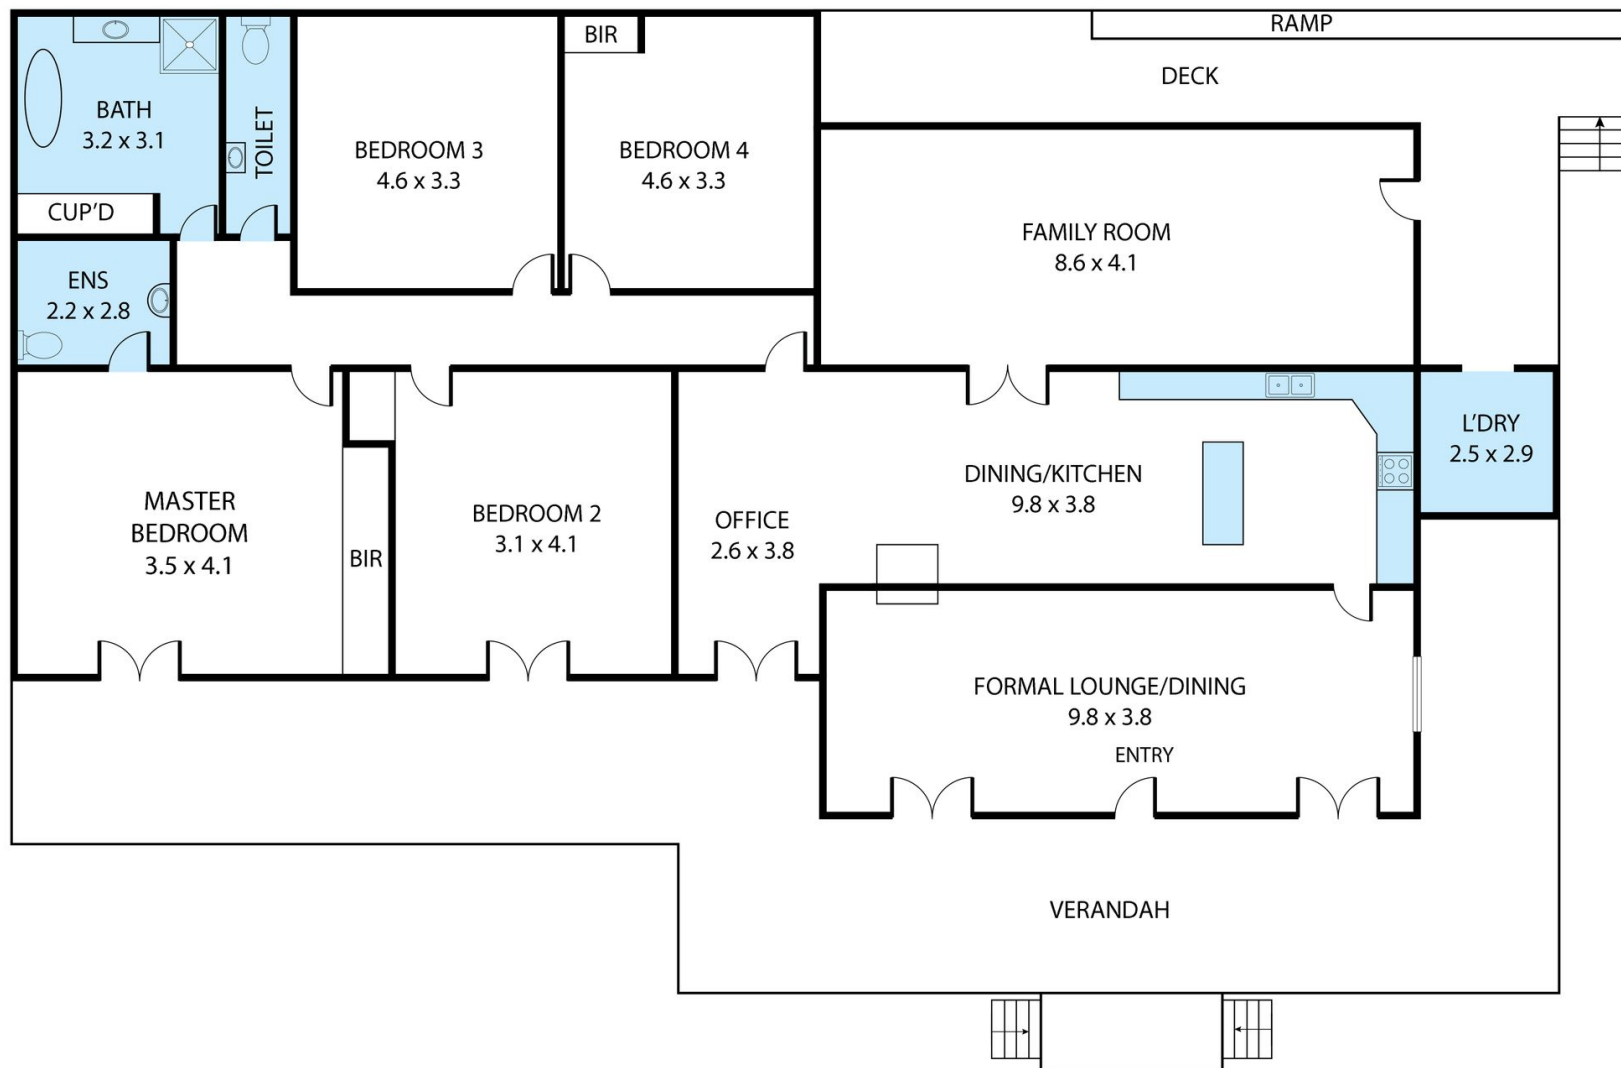 RAMP
DECK
BIR
BATH
3.2 x 3.1
TOILET
BEDROOM 3
4.6 x 3.3
BEDROOM 4
4.6 x 3.3
CUP'D
FAMILY ROOM
8.6 x 4.1
ENS
2.2 x 2.8
L'DRY
2.5 x 2.9
DINING/KITCHEN
9.8 x 3.8
MASTER
BEDROOM
3.5 x 4.1
BIR
BEDROOM 2
3.1 x 4.1
OFFICE
2.6 x 3.8
FORMAL LOUNGE/DINING
9.8 x 3.8
ENTRY
VERANDAH